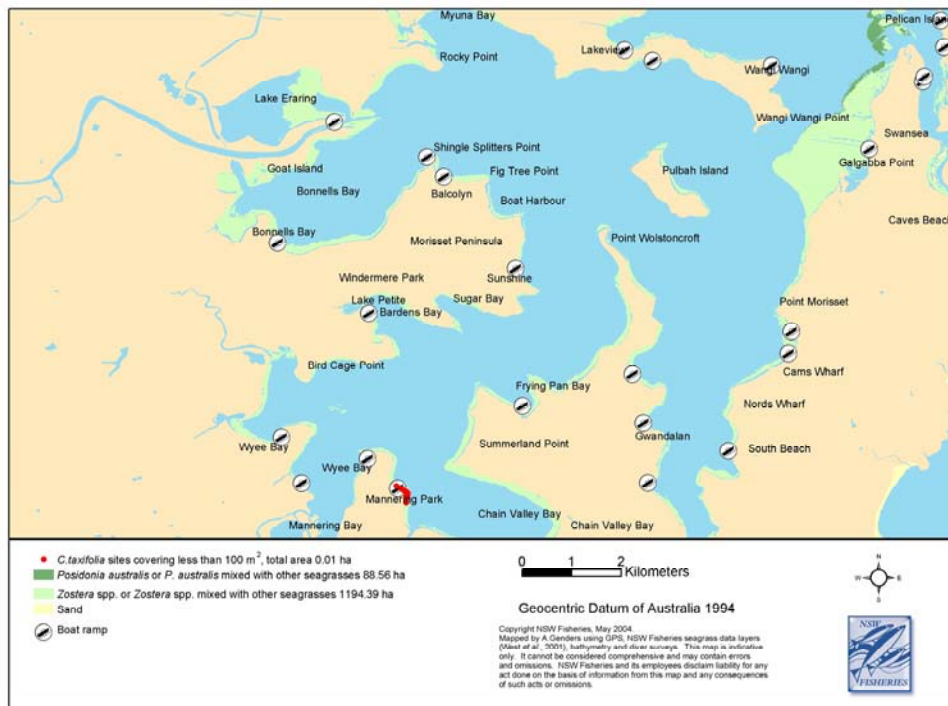 Myuna Bay
Pelican Island
Rocky Point
Lakeview
Wangi Wangi
Lake Eraring
Wangi Wangi Point
Swansea
Shingle Splitters Point
Galgabba Point
Goat Island
Fig Tree Point
Pulbah Island
Bonnells Bay
Balcolyn
Boat Harbour
Caves Beach
Bonnells Bay
Morisset Peninsula
Point Wolstoncroft
Windermere Park
Sunshine
Lake Petite
Sugar Bay
Point Morisset
Bardens Bay
Bird Cage Point
Cams Wharf
Frying Pan Bay
Nords Wharf
Wyee Bay
Summerland Point
Gwandalan
South Beach
Wyee Bay
Mannering Park
Chain Valley Bay
Mannering Bay
Chain Valley Bay
C.taxifolia sites covering less than 100 m², total area 0.01 ha
Posidonia australis or P. australis mixed with other seagrasses 88.56 ha
Zostera spp. or Zostera spp. mixed with other seagrasses 1194.39 ha
Sand
Boat ramp
0 1 2
Kilometers
Geocentric Datum of Australia 1994
Copyright NSW Fisheries, May 2004.
Mapped by A.Genders using GPS, NSW Fisheries seagrass data layers
(West et al., 2001), bathymetry and diver surveys. This map is indicative
only. It cannot be considered comprehensive and may contain errors
and omissions. NSW Fisheries and its employees disclaim liability for any
act done on the basis of information from this map and any consequences
of such acts or omissions.
N
W E
S
NSW
FISHERIES